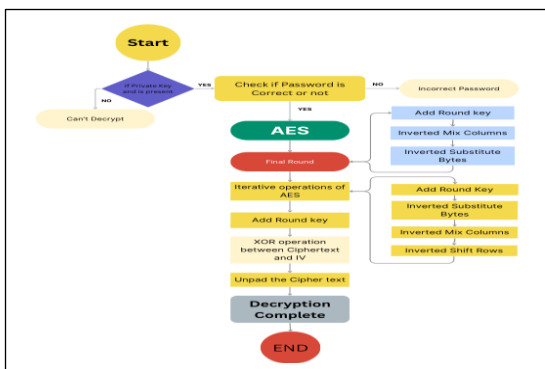 Start
If Private Key
and is present
YES
Check if Password is
Correct or not
NO
Incorrect Password
NO
Can't Decrypt
YES
AES
Final Round
Add Round key
Inverted Mix Columns
Inverted Substitute
Bytes
Iterative operations of
AES
Add Round key
XOR operation
between Ciphertext
and IV
Unpad the Cipher text
Add Round Key
Inverted Substitute
Bytes
Inverted Mix Columns
Inverted Shift Rows
Decryption
Complete
END